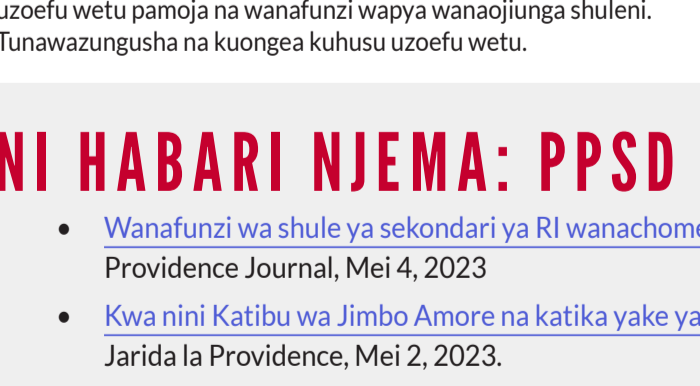 uzoefu wetu pamoja na wanafunzi wapya wanaojiunga shuleni.
Tunawazungusha na kuongea kuhusu uzoefu wetu.
NI HABARI NJEMA: PPSD
• Wanafunzi wa shule ya sekondari ya RI
Providence Journal, Mei 4, 2023
• Kwa nini Katibu wa Jimbo Amore na katika yake ya
Jarida la Providence, Mei 2, 2023.